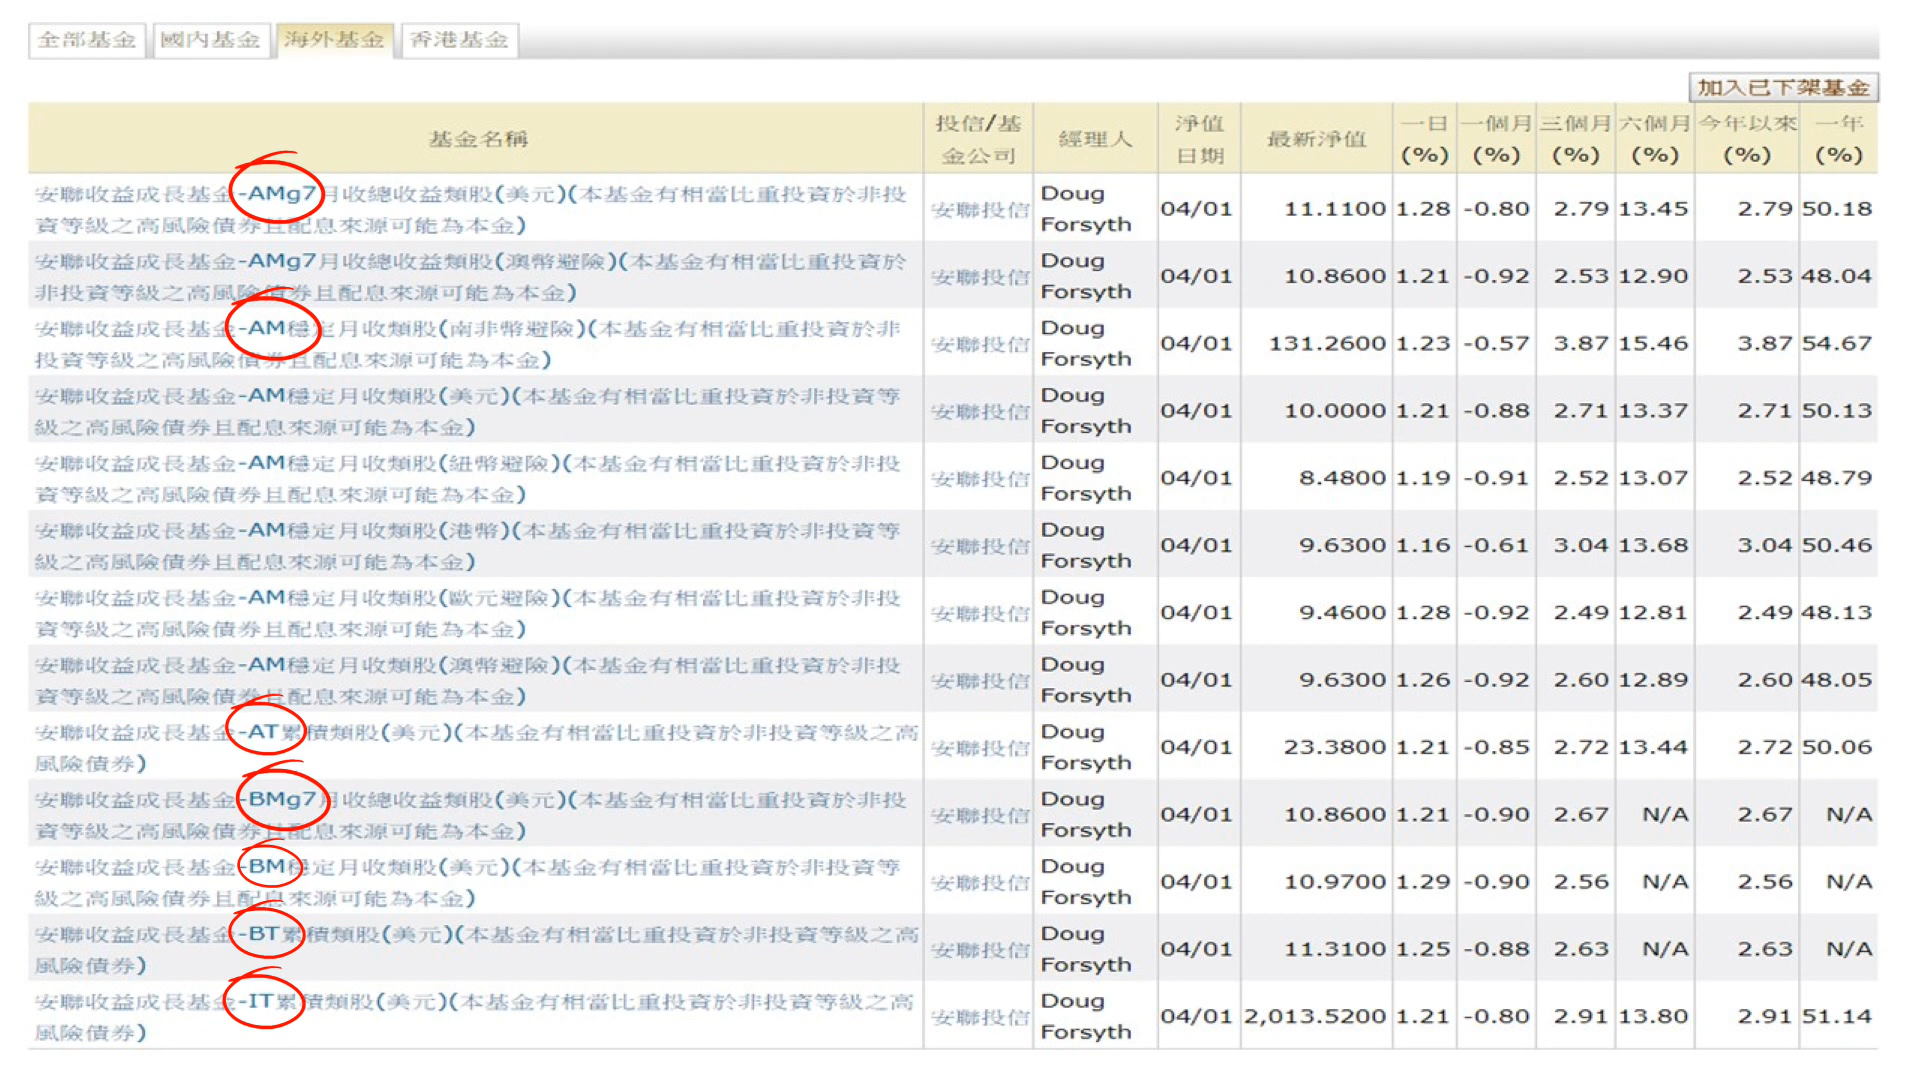 全部基金 國內基金 海外基金 香港基金
加入已下架基金
基金名稱 投信/基金公司 經理人 淨值日期 最新淨值 一日(%) 一個月(%) 三個月(%) 六個月(%) 今年以來(%) 一年(%)
安聯收益成長基金-AMg7月收總收益類股(美元)(本基金有相當比重投資於非投
資等級之高風險債券且配息來源可能為本金) 安聯投信 Doug Forsyth 04/01 11.1100 1.28 -0.80 2.79 13.45 2.79 50.18
安聯收益成長基金-AMg7月收總收益類股(澳幣避險)(本基金有相當比重投資於
非投資等級之高風險債券且配息來源可能為本金) 安聯投信 Doug Forsyth 04/01 10.8600 1.21 -0.92 2.53 12.90 2.53 48.04
安聯收益成長基金-AM穩定月收類股(南非幣避險)(本基金有相當比重投資於非
投資等級之高風險債券且配息來源可能為本金) 安聯投信 Doug Forsyth 04/01 131.2600 1.23 -0.57 3.87 15.46 3.87 54.67
安聯收益成長基金-AM穩定月收類股(美元)(本基金有相當比重投資於非投資等
級之高風險債券且配息來源可能為本金) 安聯投信 Doug Forsyth 04/01 10.0000 1.21 -0.88 2.71 13.37 2.71 50.13
安聯收益成長基金-AM穩定月收類股(紐幣避險)(本基金有相當比重投資於非投
資等級之高風險債券且配息來源可能為本金) 安聯投信 Doug Forsyth 04/01 8.4800 1.19 -0.91 2.52 13.07 2.52 48.79
安聯收益成長基金-AM穩定月收類股(港幣)(本基金有相當比重投資於非投資等
級之高風險債券且配息來源可能為本金) 安聯投信 Doug Forsyth 04/01 9.6300 1.16 -0.61 3.04 13.68 3.04 50.46
安聯收益成長基金-AM穩定月收類股(歐元避險)(本基金有相當比重投資於非投
資等級之高風險債券且配息來源可能為本金) 安聯投信 Doug Forsyth 04/01 9.4600 1.28 -0.92 2.49 12.81 2.49 48.13
安聯收益成長基金-AM穩定月收類股(澳幣避險)(本基金有相當比重投資於非投
資等級之高風險債券且配息來源可能為本金) 安聯投信 Doug Forsyth 04/01 9.6300 1.26 -0.92 2.60 12.89 2.60 48.05
安聯收益成長基金-AT累積類股(美元)(本基金有相當比重投資於非投資等級之高
風險債券) 安聯投信 Doug Forsyth 04/01 23.3800 1.21 -0.85 2.72 13.44 2.72 50.06
安聯收益成長基金-BMg7月收總收益類股(美元)(本基金有相當比重投資於非投
資等級之高風險債券且配息來源可能為本金) 安聯投信 Doug Forsyth 04/01 10.8600 1.21 -0.90 2.67 N/A 2.67 N/A
安聯收益成長基金-BM穩定月收類股(美元)(本基金有相當比重投資於非投資等
級之高風險債券且配息來源可能為本金) 安聯投信 Doug Forsyth 04/01 10.9700 1.29 -0.90 2.56 N/A 2.56 N/A
安聯收益成長基金-BT累積類股(美元)(本基金有相當比重投資於非投資等級之高
風險債券) 安聯投信 Doug Forsyth 04/01 11.3100 1.25 -0.88 2.63 N/A 2.63 N/A
安聯收益成長基金-IT累積類股(美元)(本基金有相當比重投資於非投資等級之高
風險債券) 安聯投信 Doug Forsyth 04/01 2,013.5200 1.21 -0.80 2.91 13.80 2.91 51.14